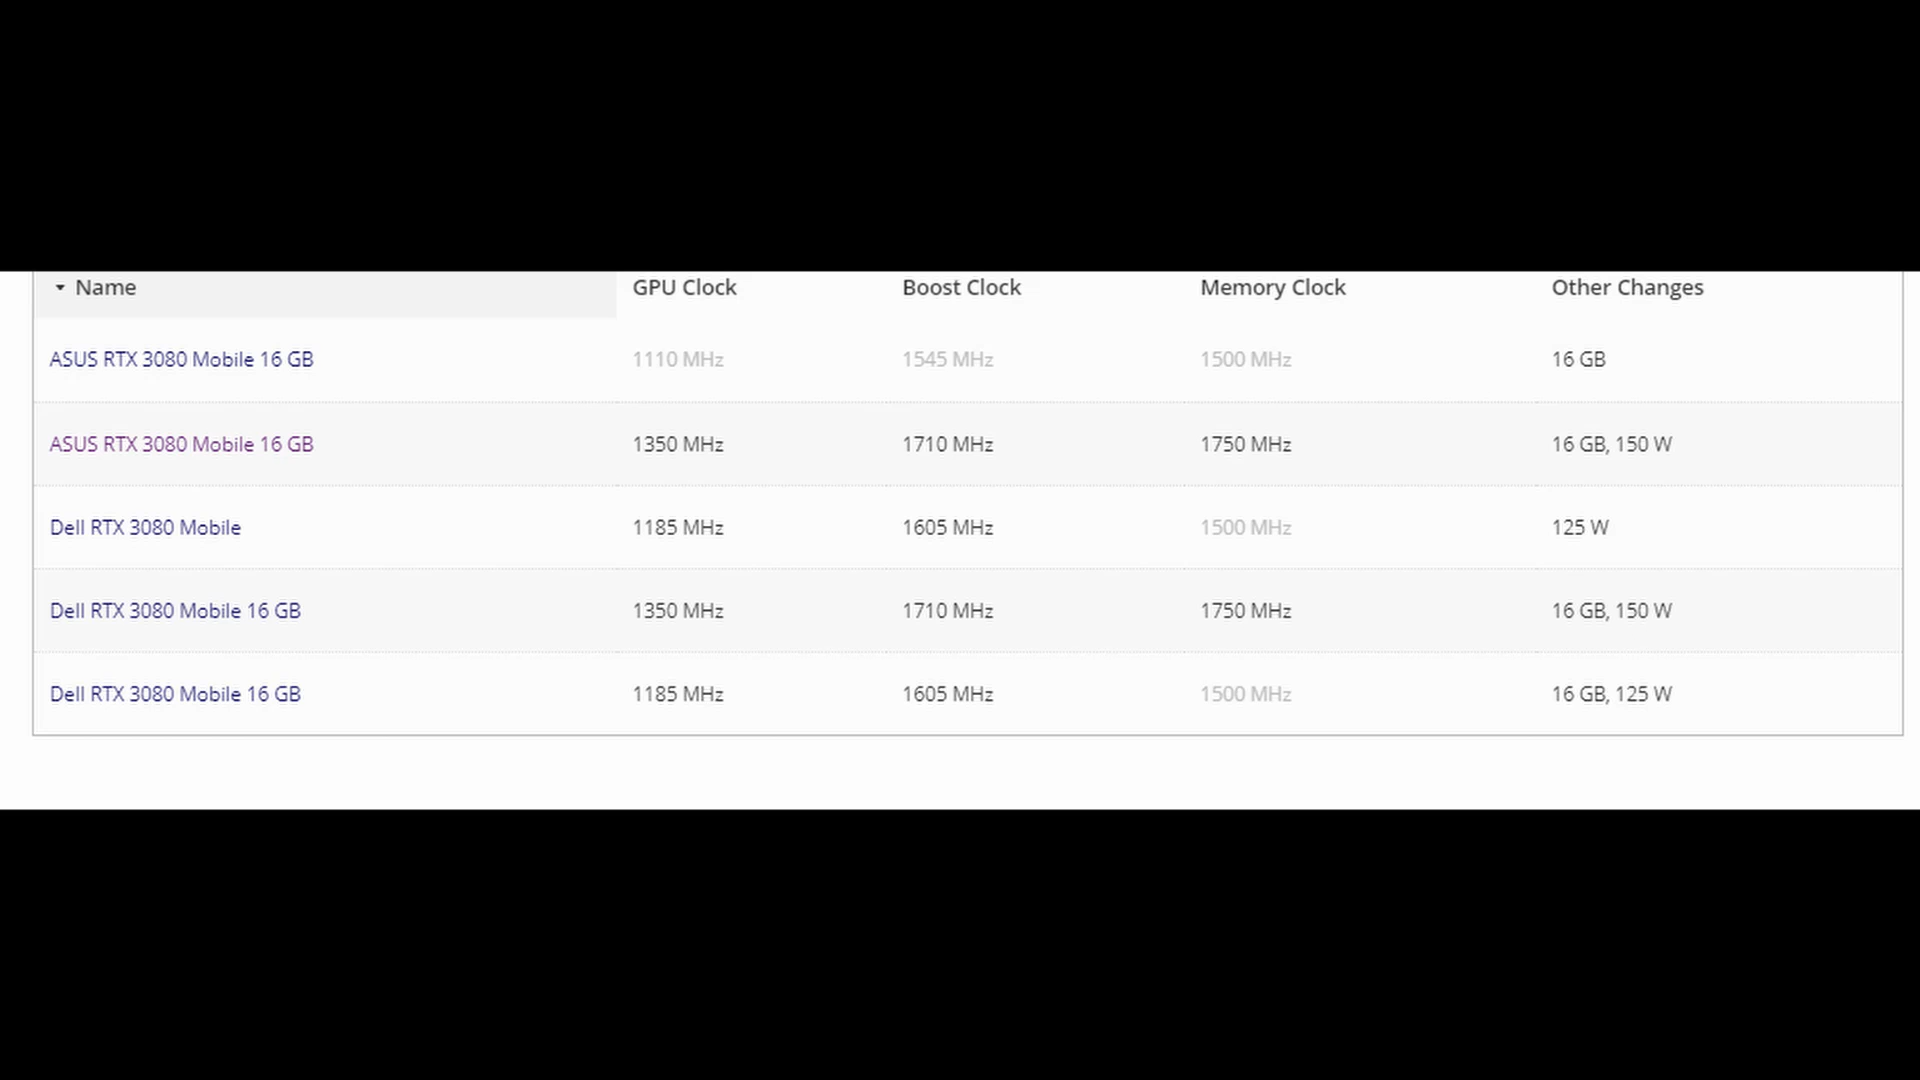 Name GPU Clock Boost Clock Memory Clock Other Changes
ASUS RTX 3080 Mobile 16 GB 1110 MHz 1545 MHz 1500 MHz 16 GB
ASUS RTX 3080 Mobile 16 GB 1350 MHz 1710 MHz 1750 MHz 16 GB, 150 W
Dell RTX 3080 Mobile 1185 MHz 1605 MHz 1500 MHz 125 W
Dell RTX 3080 Mobile 16 GB 1350 MHz 1710 MHz 1750 MHz 16 GB, 150 W
Dell RTX 3080 Mobile 16 GB 1185 MHz 1605 MHz 1500 MHz 16 GB, 125 W